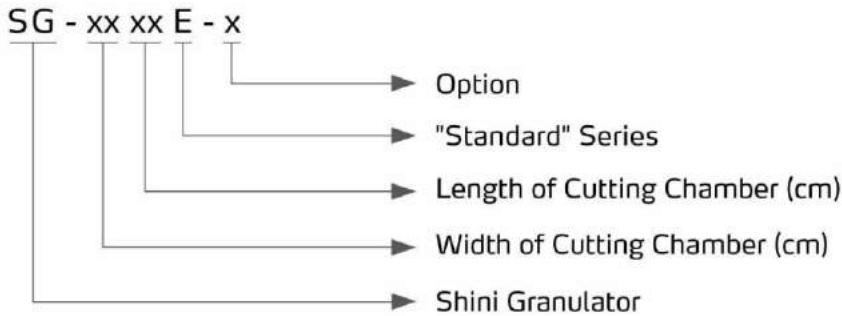 SG - xx xx E - x
Option
"Standard" Series
Length of Cutting Chamber (cm)
Width of Cutting Chamber (cm)
Shini Granulator